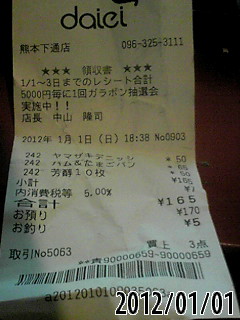 daiei
熊本下通店 096-325-3111
★★★ 領収書 ★★★
1/1~3日までのレシート合計
5000円毎に1回ガラポン抽選会
実施中!!
店長 中山 隆司
2012年 1月 1日(日) 18:38 No0903
242 ヤマザキデニッシ * 50
242 ハム&たまごパン
242 芳醇10枚
小計 ¥165
内消費税等 5.00%
合計 ¥165
お預り ¥170
お釣り ¥5
取引No5063 買上 3点
2012/01/01